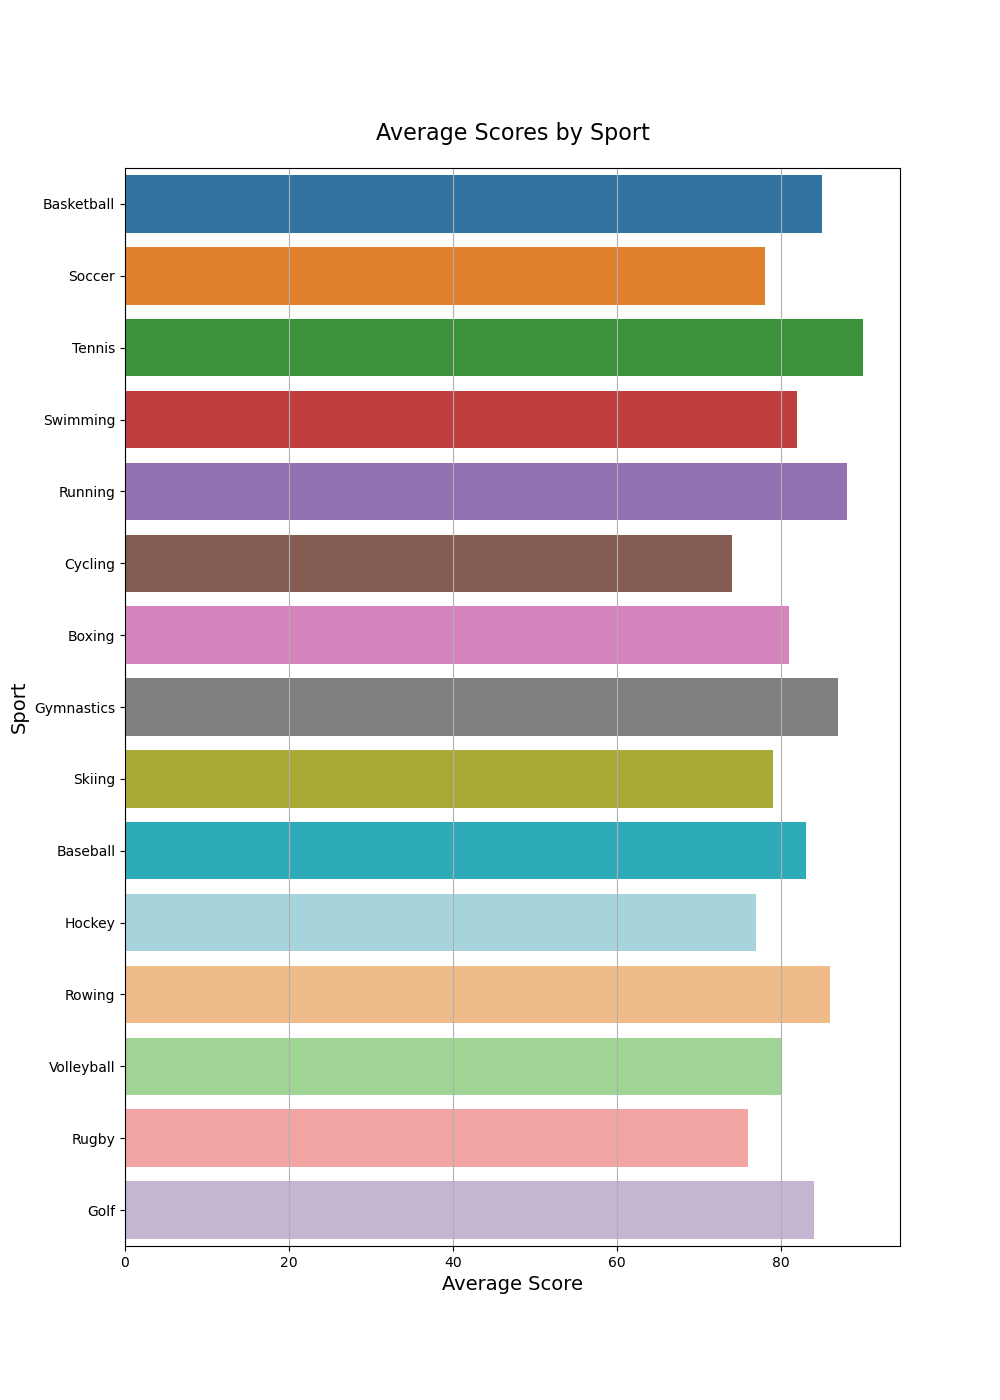 Average Scores by Sport
Basketball
Soccer
Tennis
Swimming
Running
Cycling
Boxing
Gymnastics
Skiing
Baseball
Hockey
Rowing
Volleyball
Rugby
Golf
Sport
0 20 40 60 80
Average Score